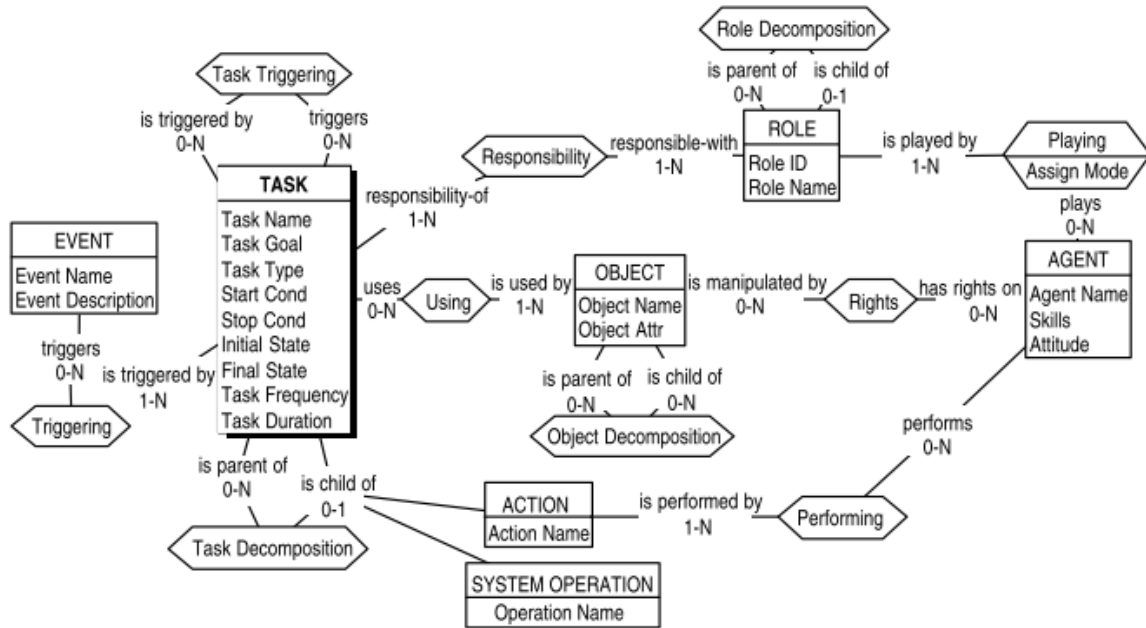 Role Decomposition
is parent of
0-N
is child of
0-1
Task Triggering
is triggered by
0-N
triggers
0-N
ROLE
Role ID
Role Name
Responsibility
responsible-with
1-N
is played by
1-N
Playing
Assign Mode
plays
0-N
TASK
Task Name
Task Goal
Task Type
Start Cond
Stop Cond
Initial State
Final State
Task Frequency
Task Duration
responsibility-of
1-N
EVENT
Event Name
Event Description
triggers
0-N
is triggered by
1-N
Triggering
uses
0-N
Using
is used by
1-N
OBJECT
Object Name
Object Attr
is manipulated by
0-N
Rights
has rights on
0-N
AGENT
Agent Name
Skills
Attitude
is parent of
0-N
is child of
0-N
Object Decomposition
performs
0-N
is parent of
0-N
is child of
0-1
Task Decomposition
ACTION
Action Name
is performed by
1-N
Performing
SYSTEM OPERATION
Operation Name